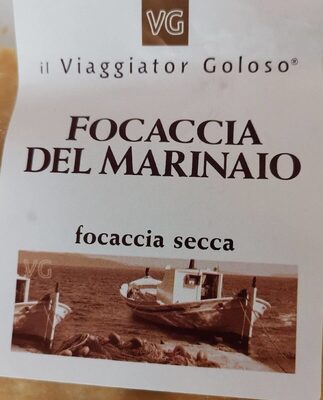 VG
il Viaggiator Goloso®
FOCACCIA
DEL MARINAIO
focaccia secca
VG